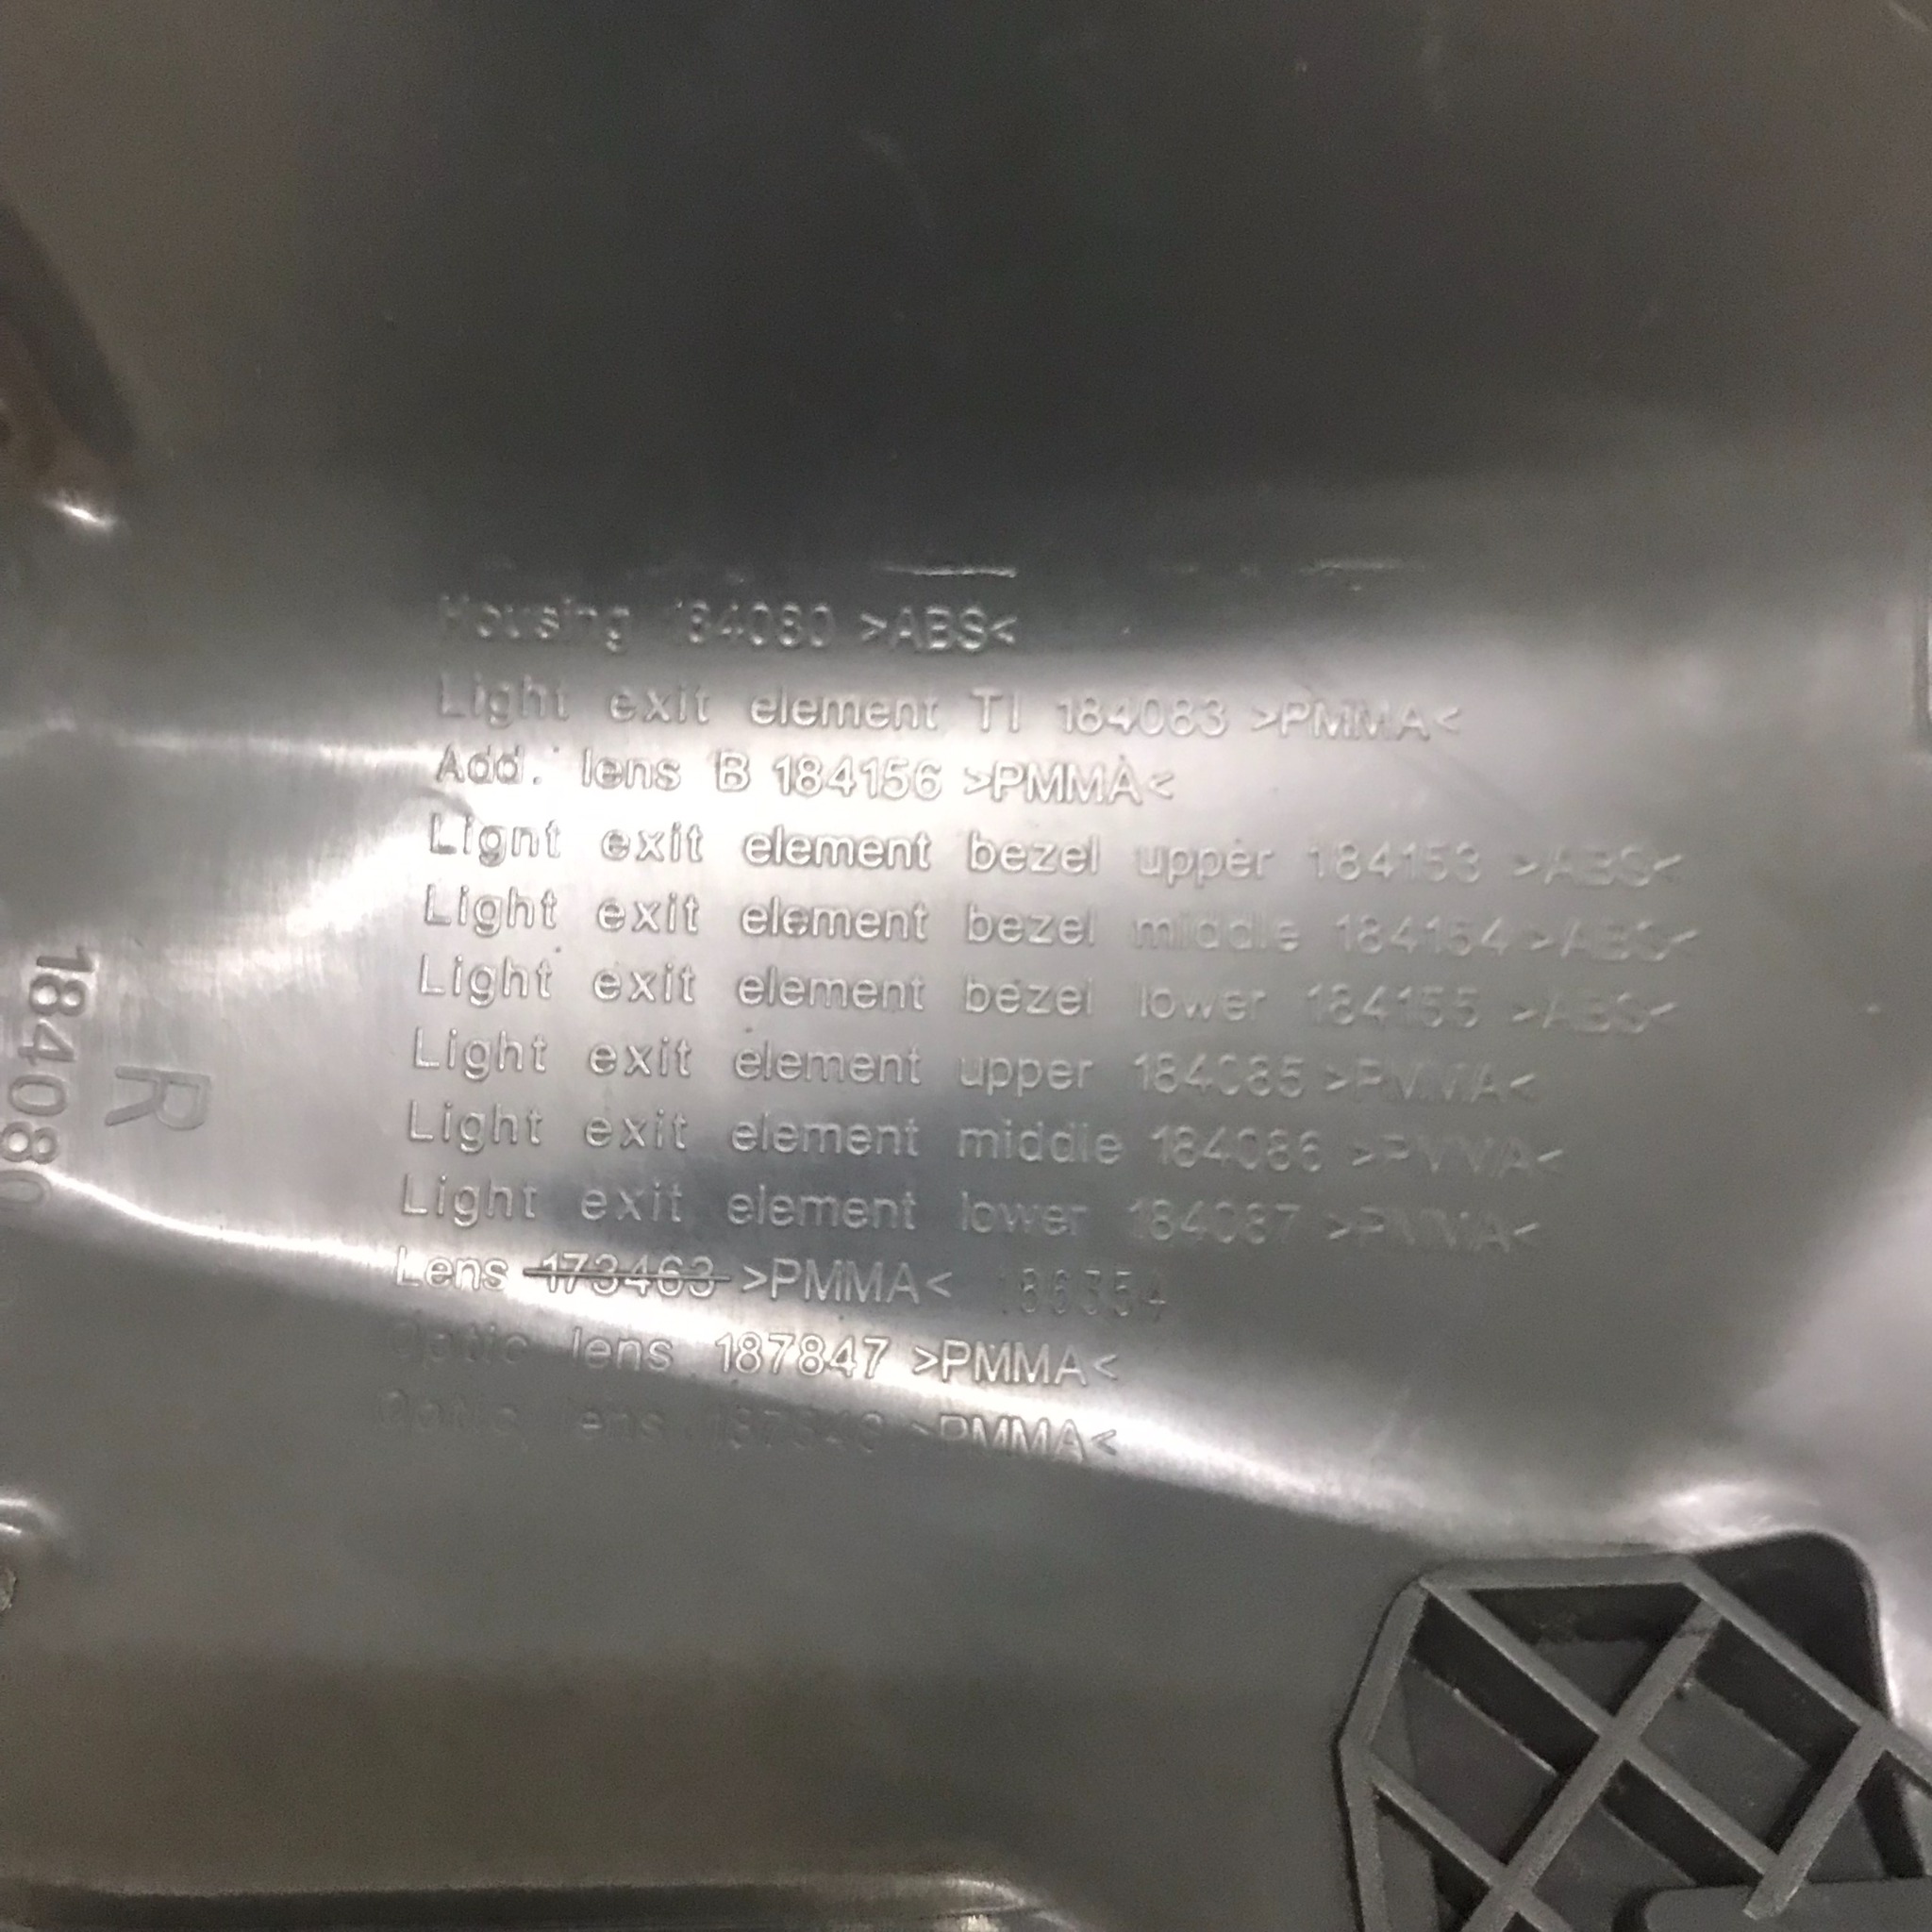 Housing 184080 >ABS<
Light exit element TI 184083 >PMMA<
Add. lens B 184156 >PMMA<
Light exit element bezel upper 184153 >ABS<
Light exit element bezel middle 184154 >ABS<
Light exit element bezel lower 184155 >ABS<
Light exit element upper 184085 >PMMA<
Light exit element middle 184086 >PMMA<
Light exit element lower 184087 >PMMA<
Lens 173463 >PMMA<
Optic lens 187847 >PMMA<
Optic lens >PMMA<
184080
R